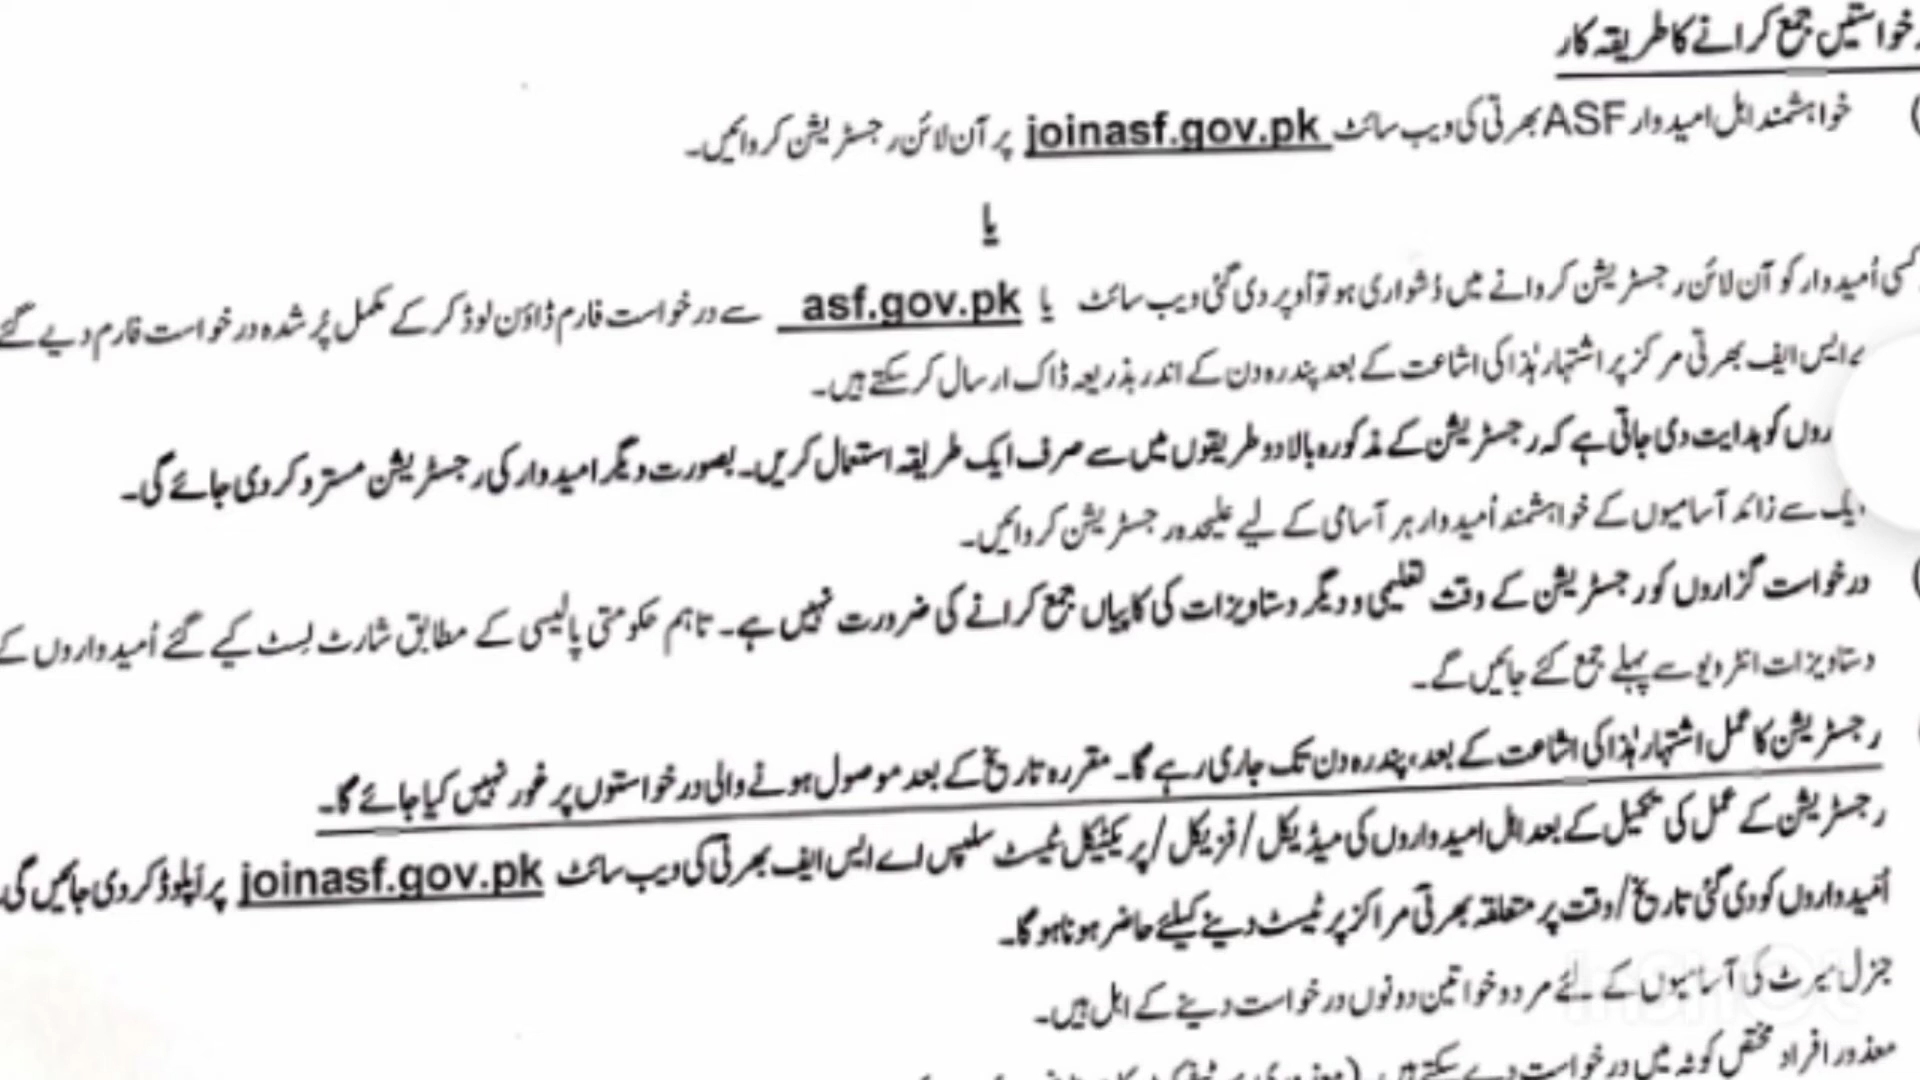 درخواستیں جمع کرانے کا طریقہ کار
خواہشمند اہل امیدوار ASF بھرتی کی ویب سائٹ joinasf.gov.pk پر آن لائن رجسٹریشن کروائیں۔
یا
کسی اُمیدوار کو آن لائن رجسٹریشن کروانے میں دُشواری ہو تو اُوپر دی گئی ویب سائٹ یا asf.gov.pk سے درخواست فارم ڈاؤن لوڈ کر کے مکمل پُر شدہ درخواست فارم دیے گئے
اے ایس ایف بھرتی مرکز پر اشتہار ہٰذا کی اشاعت کے بعد پندرہ دن کے اندر بذریعہ ڈاک ارسال کر سکتے ہیں۔
روں کو ہدایت دی جاتی ہے کہ رجسٹریشن کے مذکورہ بالا دو طریقوں میں سے صرف ایک طریقہ استعمال کریں۔ بصورت دیگر امیدوار کی رجسٹریشن مسترد کر دی جائے گی۔
ایک سے زائد آسامیوں کے خواہشمند اُمیدوار ہر آسامی کے لیے علیحدہ رجسٹریشن کروائیں۔
درخواست گزاروں کو رجسٹریشن کے وقت تعلیمی و دیگر دستاویزات کی کاپیاں جمع کرانے کی ضرورت نہیں ہے۔ تاہم حکومتی پالیسی کے مطابق شارٹ لِسٹ کیے گئے اُمیدواروں کے
دستاویزات انٹرویو سے پہلے جمع کئے جائیں گے۔
رجسٹریشن کا عمل اشتہار ہٰذا کی اشاعت کے بعد، پندرہ دن تک جاری رہے گا۔ مقررہ تاریخ کے بعد موصول ہونے والی درخواستوں پر غور نہیں کیا جائے گا۔
رجسٹریشن کے عمل کی تکمیل کے بعد اہل امیدواروں کی میڈیکل/فزیکل/پریکٹیکل ٹیسٹ سلپس اے ایس ایف بھرتی کی ویب سائٹ joinasf.gov.pk پر اَپلوڈ کر دی جائیں گی
اُمیدواروں کو دی گئی تاریخ/وقت پر متعلقہ بھرتی مراکز پر ٹیسٹ دینے کیلئے حاضر ہونا ہو گا۔
جنرل میرٹ کی آسامیوں کے لئے مرد و خواتین دونوں درخواست دینے کے اہل ہیں۔
معذور افراد مختص کوٹہ میں درخواست دے سکتے ہیں۔
InShOt